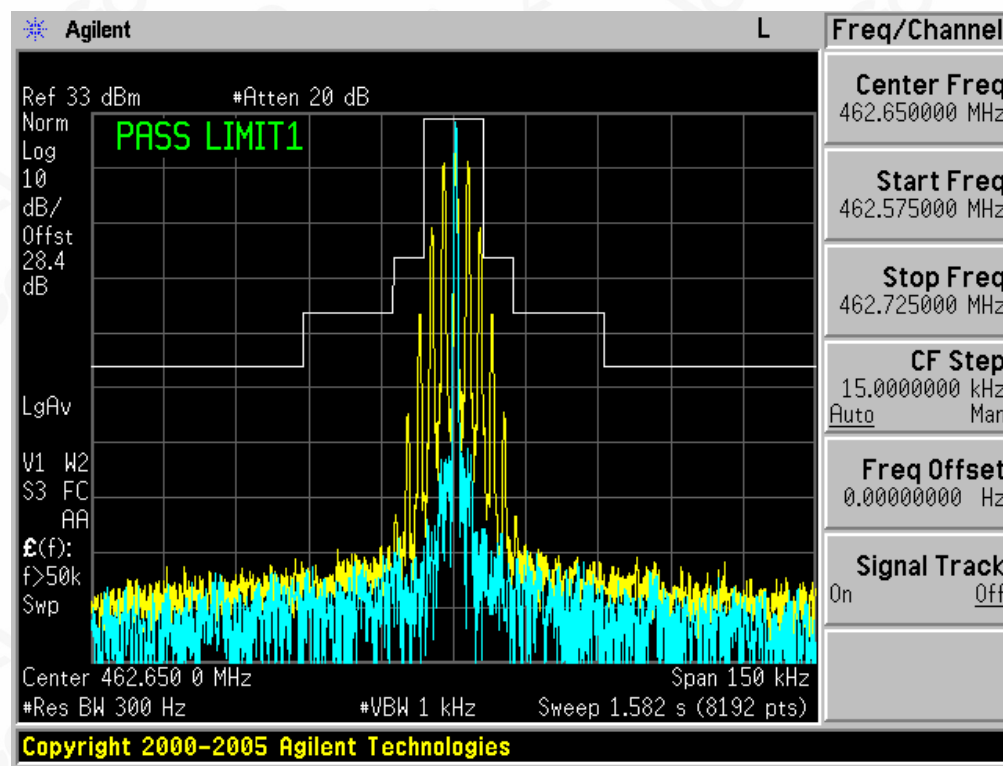 Agilent L Freq/Channel
Ref 33 dBm #Atten 20 dB
Norm
Log
10
dB/
Offst
28.4
dB
PASS LIMIT1
LgAv
V1 W2
S3 FC
AA
£(f):
f>50k
Swp
Center 462.650 0 MHz Span 150 kHz
#Res BW 300 Hz #VBW 1 kHz Sweep 1.582 s (8192 pts)
Copyright 2000-2005 Agilent Technologies
Center Freq
462.650000 MHz
Start Freq
462.575000 MHz
Stop Freq
462.725000 MHz
CF Step
15.0000000 kHz
Auto Man
Freq Offset
0.00000000 Hz
Signal Track
On Off